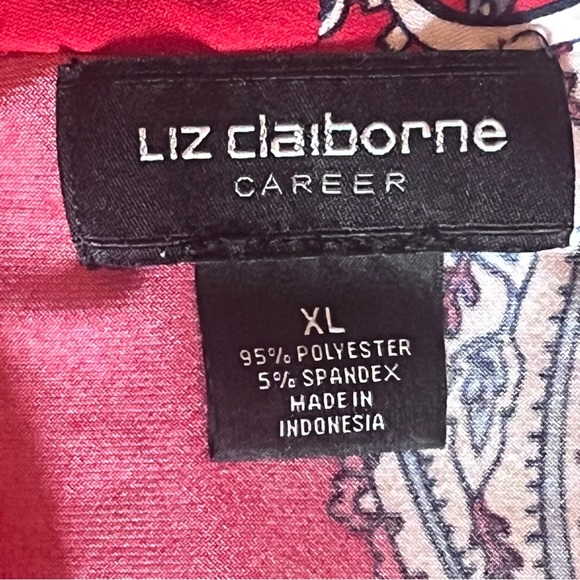 Liz claiborne
CAREER
XL
95% POLYESTER
5% SPANDEX
MADE IN
INDONESIA